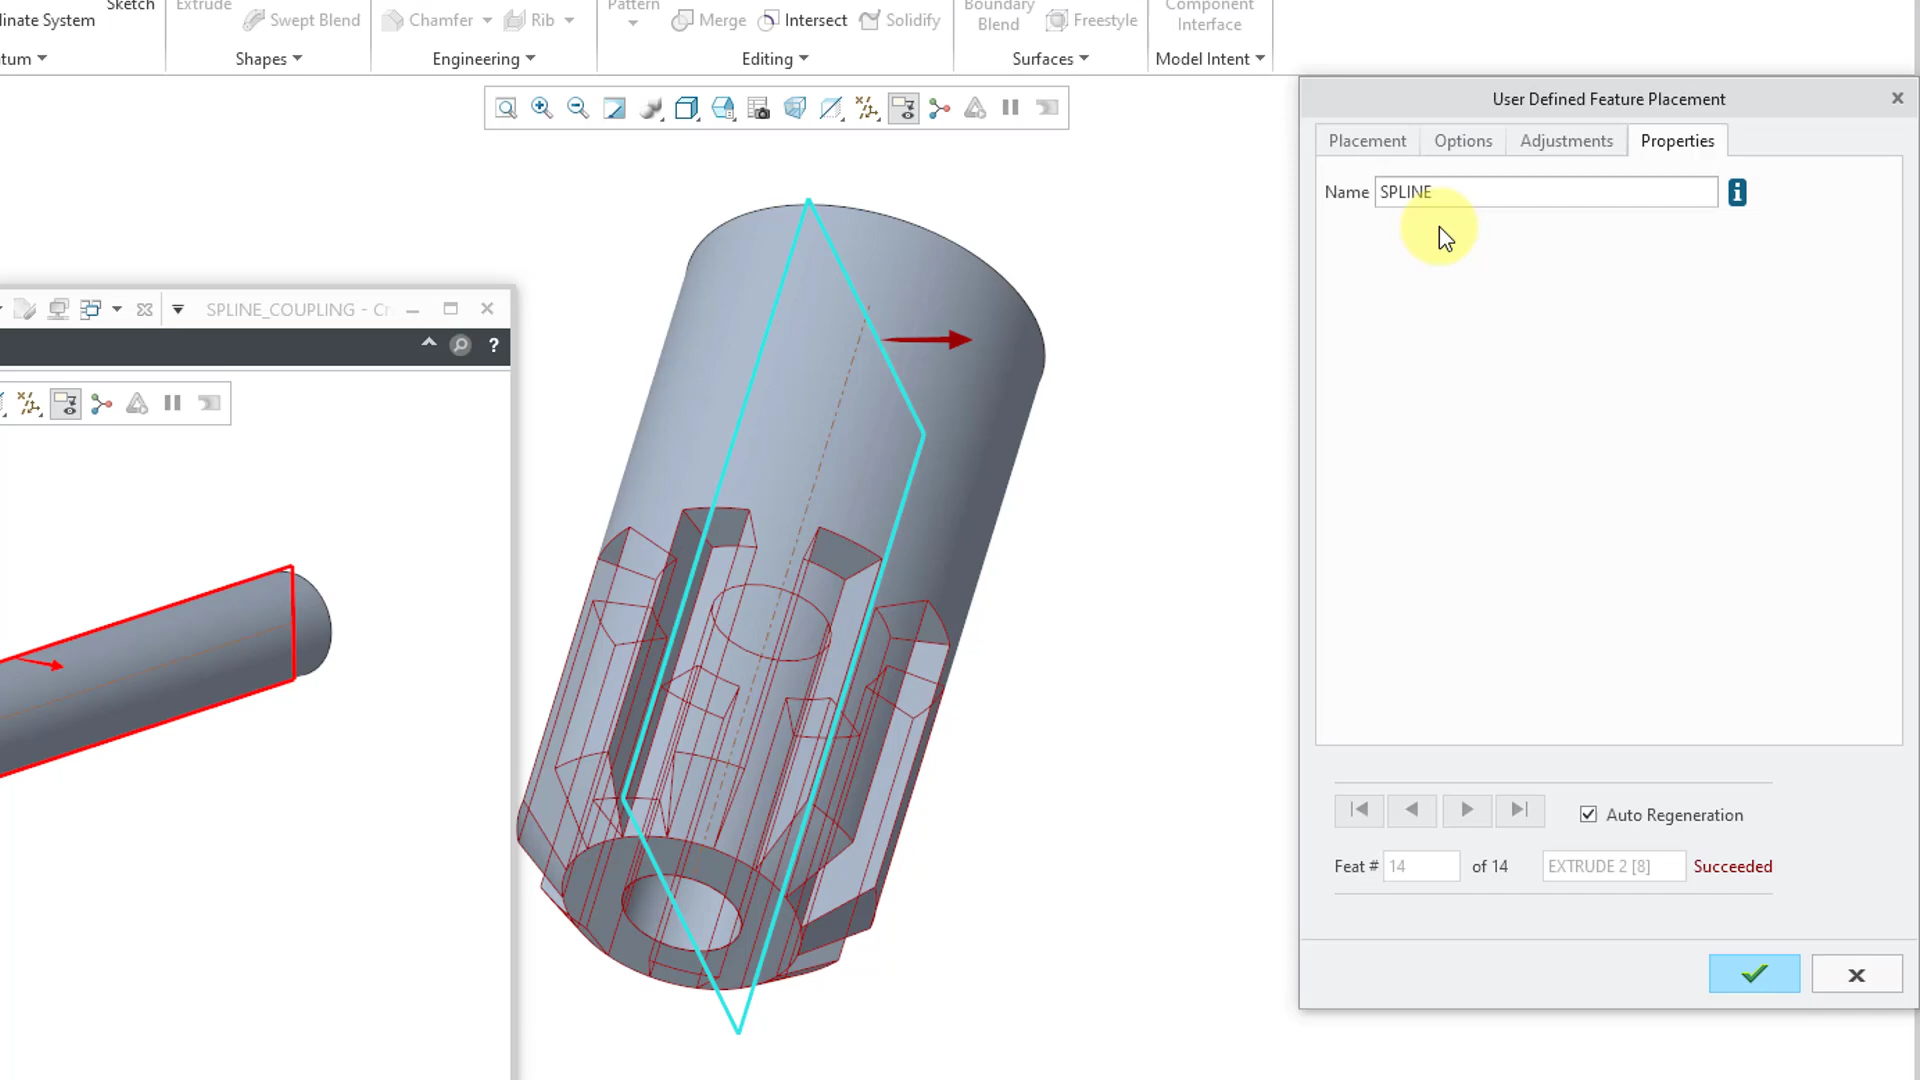 Sketch Extrude Pattern Boundary Component
inate System Swept Blend Chamfer Rib Merge Intersect Solidify Blend Freestyle Interface
tum Shapes Engineering Editing Surfaces Model Intent
User Defined Feature Placement
Placement Options Adjustments Properties
Name SPLINE
SPLINE_COUPLING - Cr
?
Auto Regeneration
Feat # 14 of 14 EXTRUDE 2 [8] Succeeded